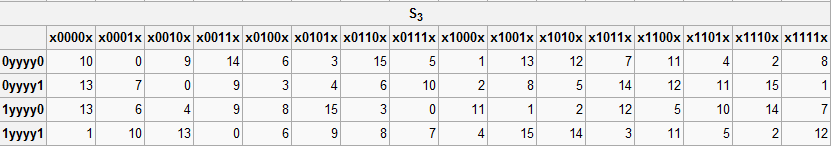 S3
x0000x x0001x x0010x x0011x x0100x x0101x x0110x x0111x x1000x x1001x x1010x x1011x x1100x x1101x x1110x x1111x
0yyyy0 10 0 9 14 6 3 15 5 1 13 12 7 11 4 2 8
0yyyy1 13 7 0 9 3 4 6 10 2 8 5 14 12 11 15 1
1yyyy0 13 6 4 9 8 15 3 0 11 1 2 12 5 10 14 7
1yyyy1 1 10 13 0 6 9 8 7 4 15 14 3 11 5 2 12